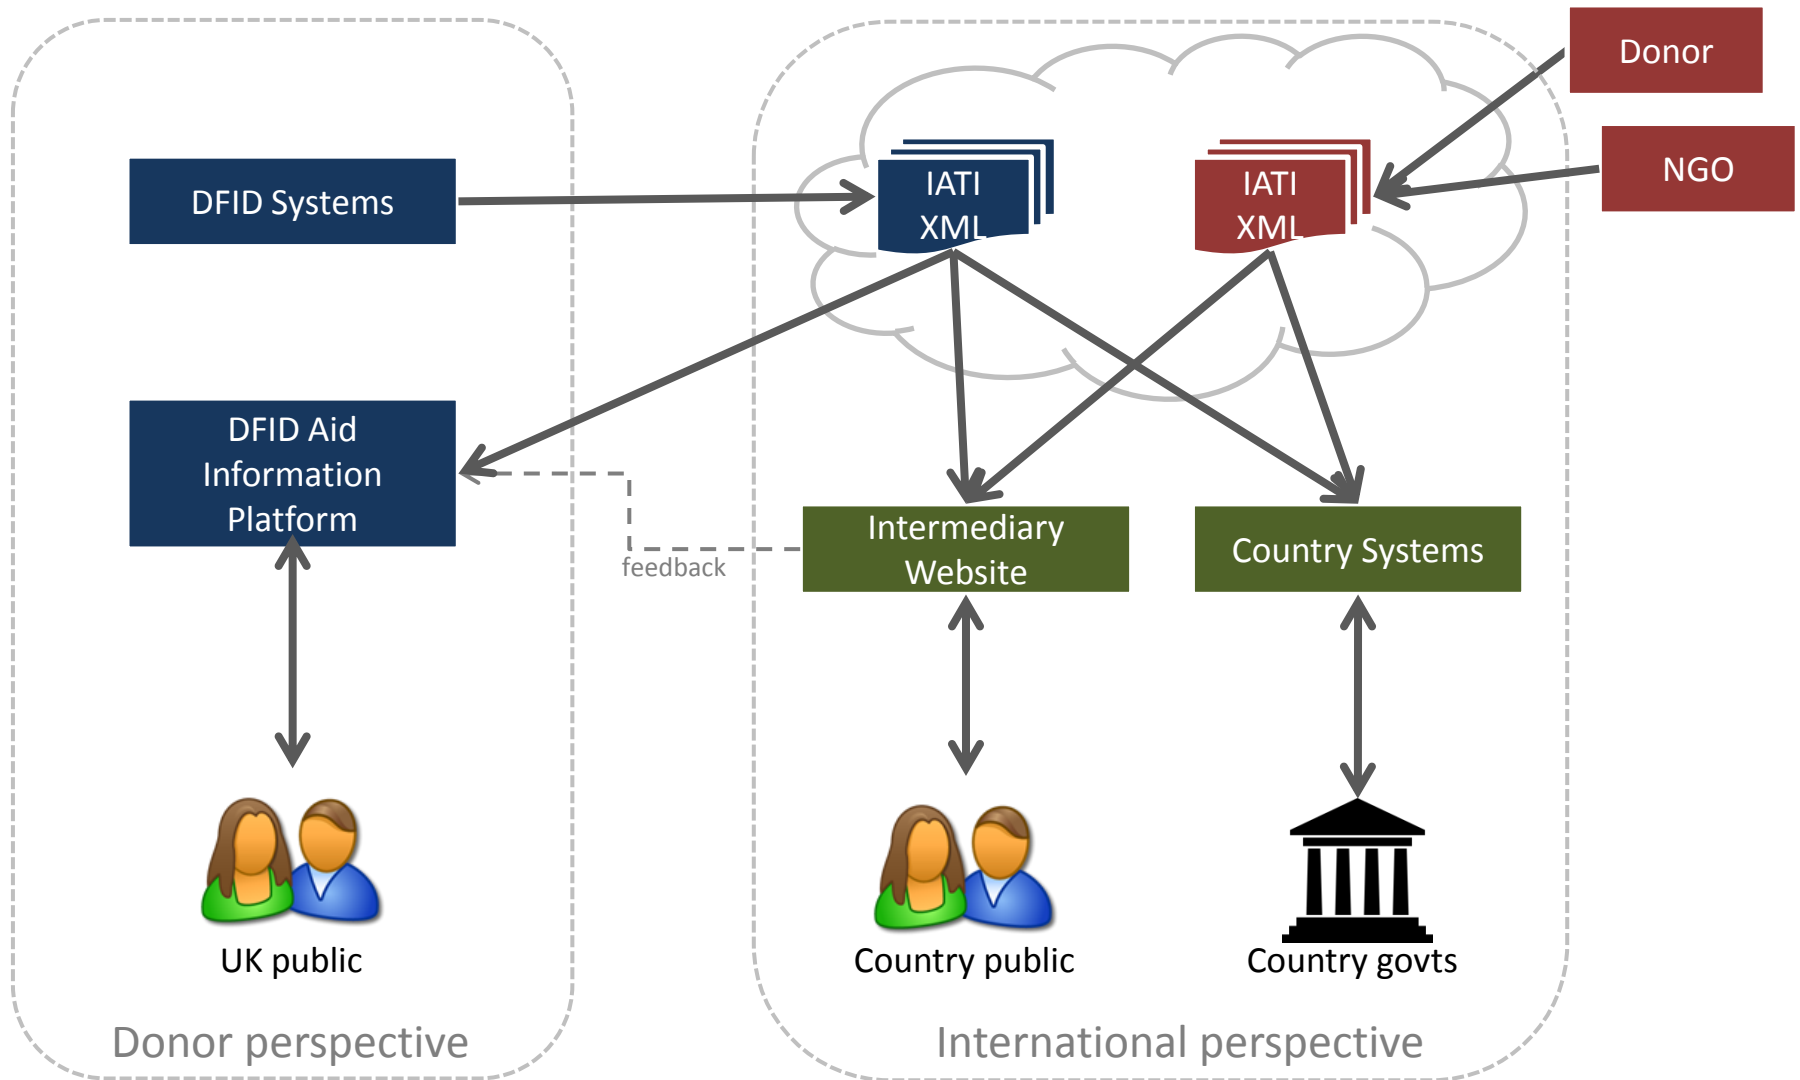 Donor
NGO
DFID Systems
IATI
XML
IATI
XML
DFID Aid
Information
Platform
Intermediary
Website
Country Systems
feedback
UK public
Country public
Country govts
Donor perspective
International perspective